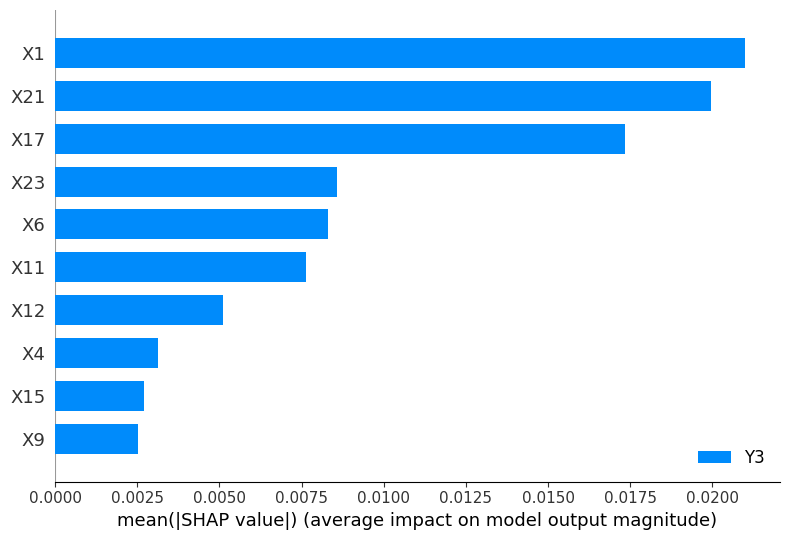 X1
X21
X17
X23
X6
X11
X12
X4
X15
X9
Y3
0.0000 0.0025 0.0050 0.0075 0.0100 0.0125 0.0150 0.0175 0.0200
mean(|SHAP value|) (average impact on model output magnitude)